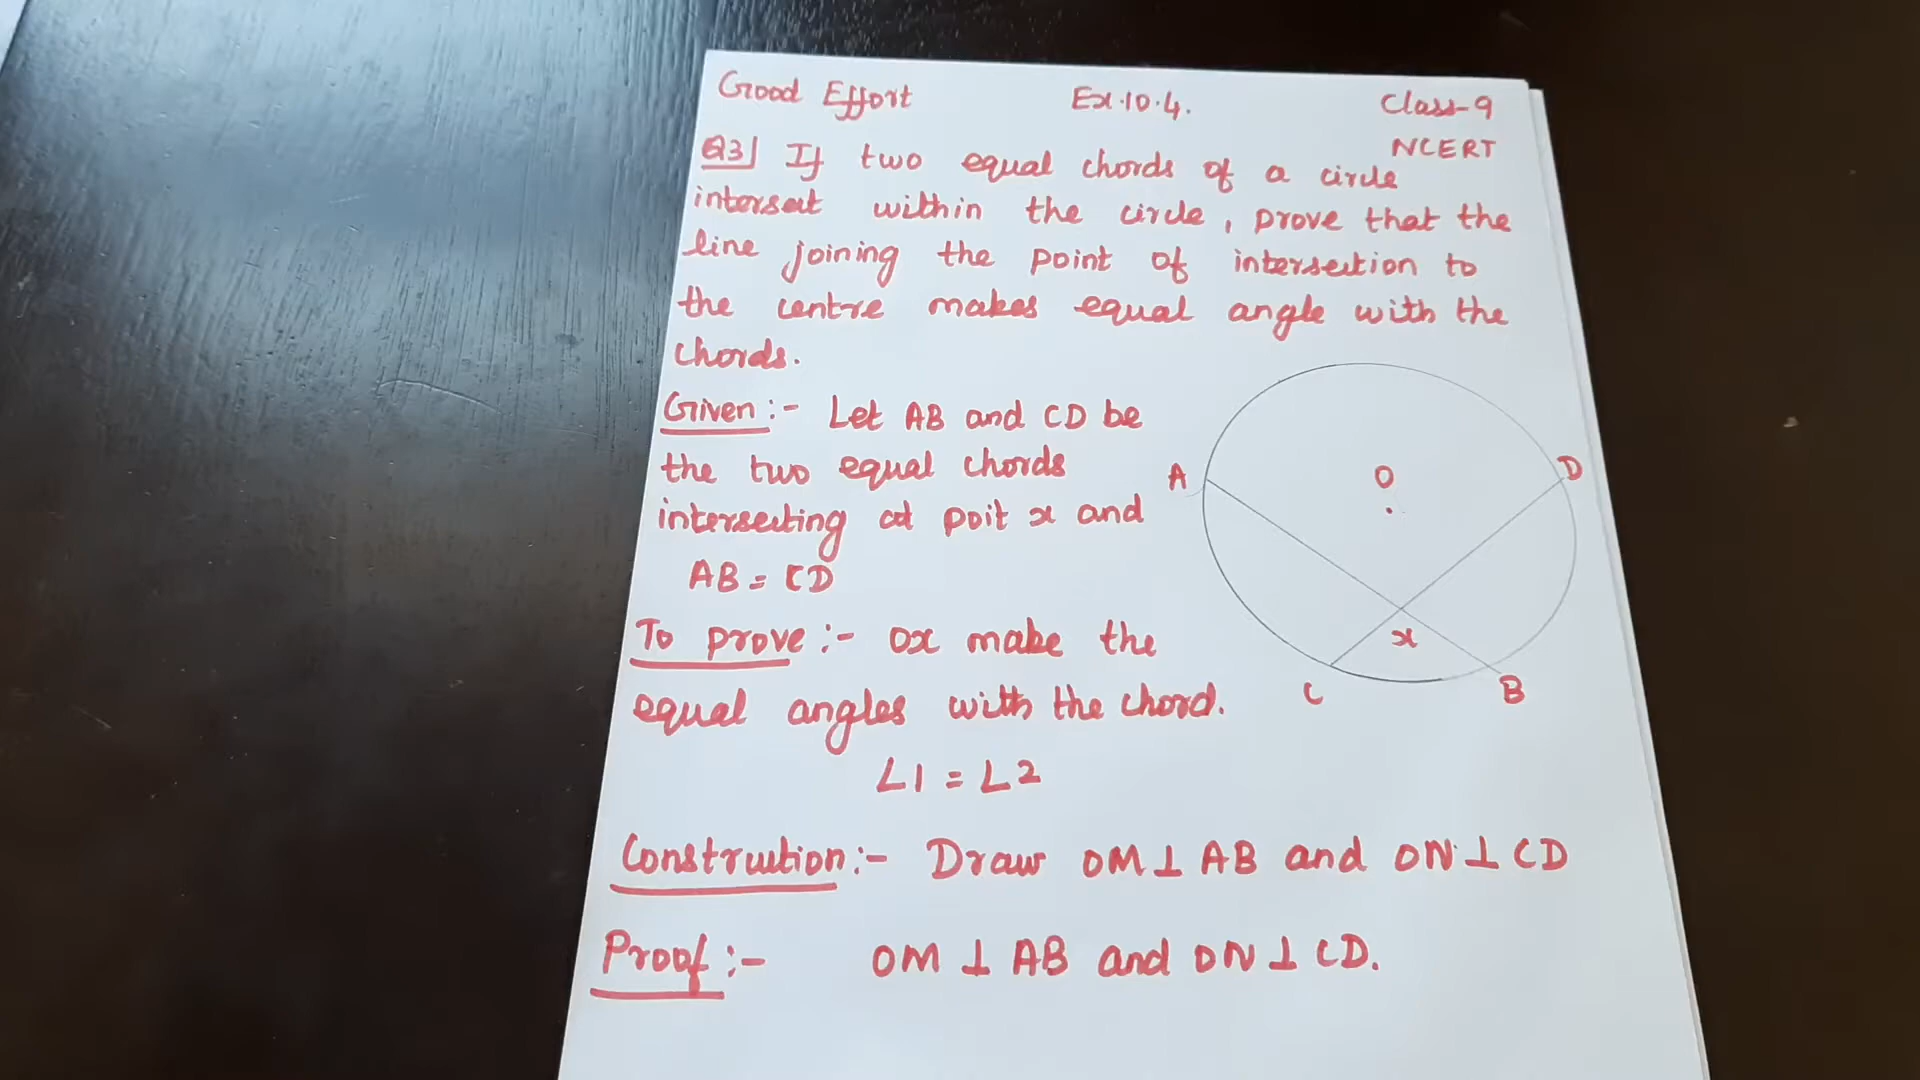 Good Effort Ex.10.4. Class-9
NCERT
Q3] If two equal chords of a circle
intersect within the circle, prove that the
line joining the point of intersection to
the centre makes equal angle with the
chords.
Given :- Let AB and CD be
the two equal chords
intersecting at poit x and
AB = CD
To prove :- ox make the
equal angles with the chord.
∠1 = ∠2
Construction :- Draw OM ⊥ AB and ON ⊥ CD
Proof :- OM ⊥ AB and ON ⊥ CD.
A
O
D
x
C
B